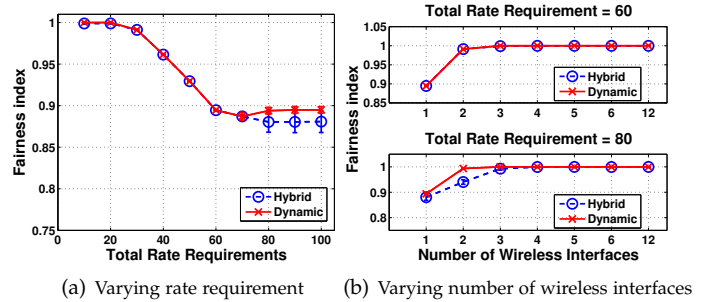 1
0.95
0.9
0.85
0.8
0.75
Fairness index
0 20 40 60 80 100
Total Rate Requirements
Hybrid
Dynamic
(a) Varying rate requirement
Total Rate Requirement = 60
1.05
1
0.95
0.9
0.85
1 2 3 4 5 6 12
Hybrid
Dynamic
Fairness index
Total Rate Requirement = 80
1
0.9
0.8
1 2 3 4 5 6 12
Hybrid
Dynamic
Number of Wireless Interfaces
(b) Varying number of wireless interfaces